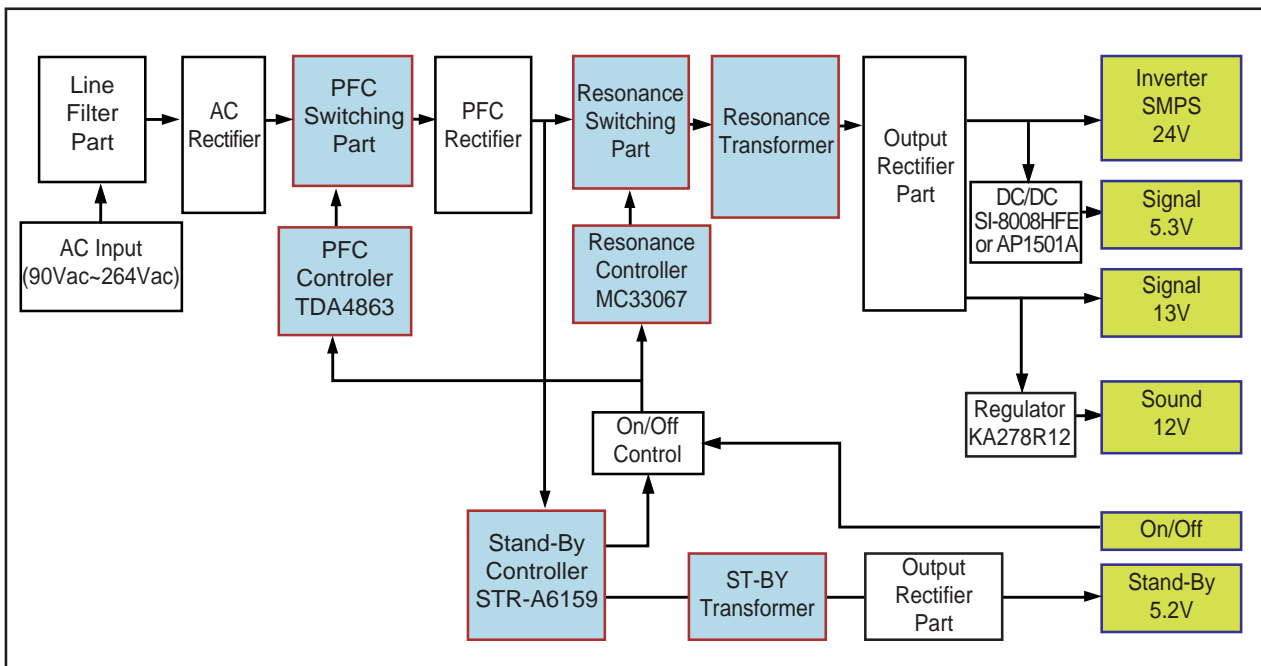 Line
Filter
Part
AC
Rectifier
PFC
Switching
Part
PFC
Rectifier
Resonance
Switching
Part
Resonance
Transformer
Output
Rectifier
Part
Inverter
SMPS
24V
DC/DC
SI-8008HFE
or AP1501A
Signal
5.3V
AC Input
(90Vac~264Vac)
PFC
Controler
TDA4863
Resonance
Controller
MC33067
Signal
13V
Regulator
KA278R12
Sound
12V
On/Off
Control
On/Off
Stand-By
Controller
STR-A6159
ST-BY
Transformer
Output
Rectifier
Part
Stand-By
5.2V